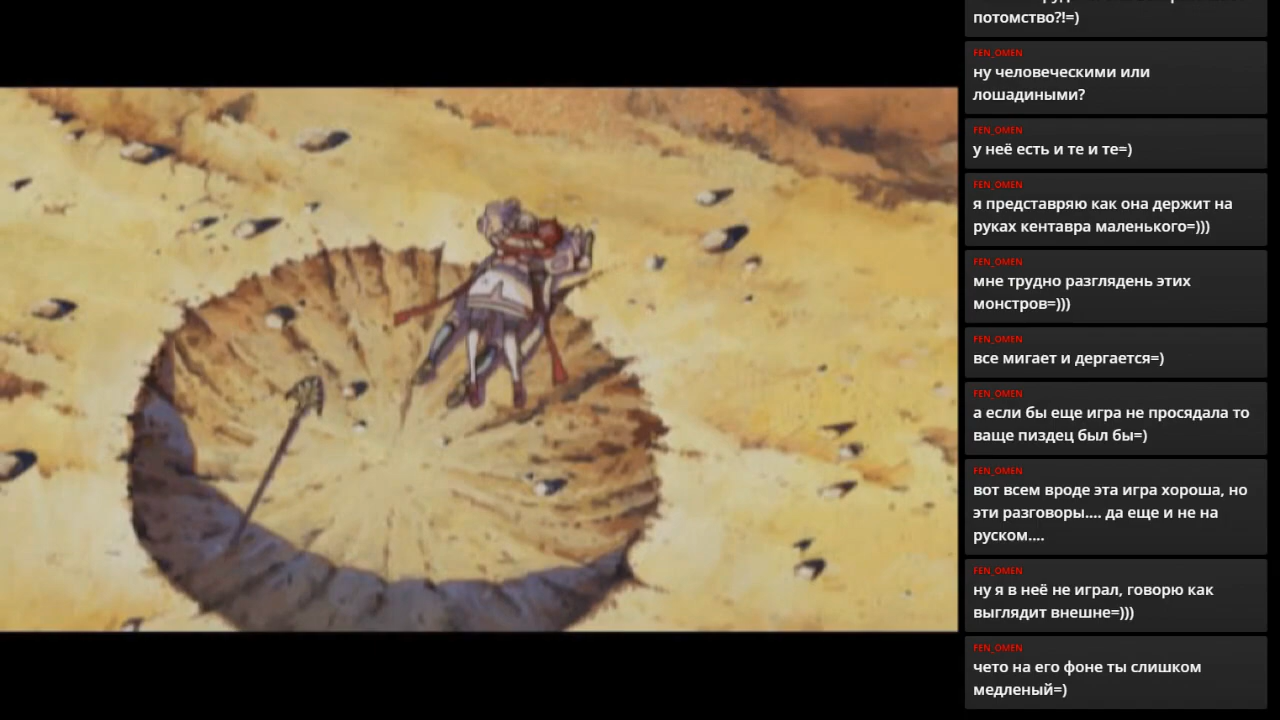 потомство?!=)
FEN_OMEN
ну человеческими или
лошадиными?
FEN_OMEN
у неё есть и те и те=)
FEN_OMEN
я представряю как она держит на
руках кентавра маленького=)))
FEN_OMEN
мне трудно разглядень этих
монстров=)))
FEN_OMEN
все мигает и дергается=)
FEN_OMEN
а если бы еще игра не просядала то
ваще пиздец был бы=)
FEN_OMEN
вот всем вроде эта игра хороша, но
эти разговоры.... да еще и не на
руском....
FEN_OMEN
ну я в неё не играл, говорю как
выглядит внешне=)))
FEN_OMEN
чето на его фоне ты слишком
медленый=)